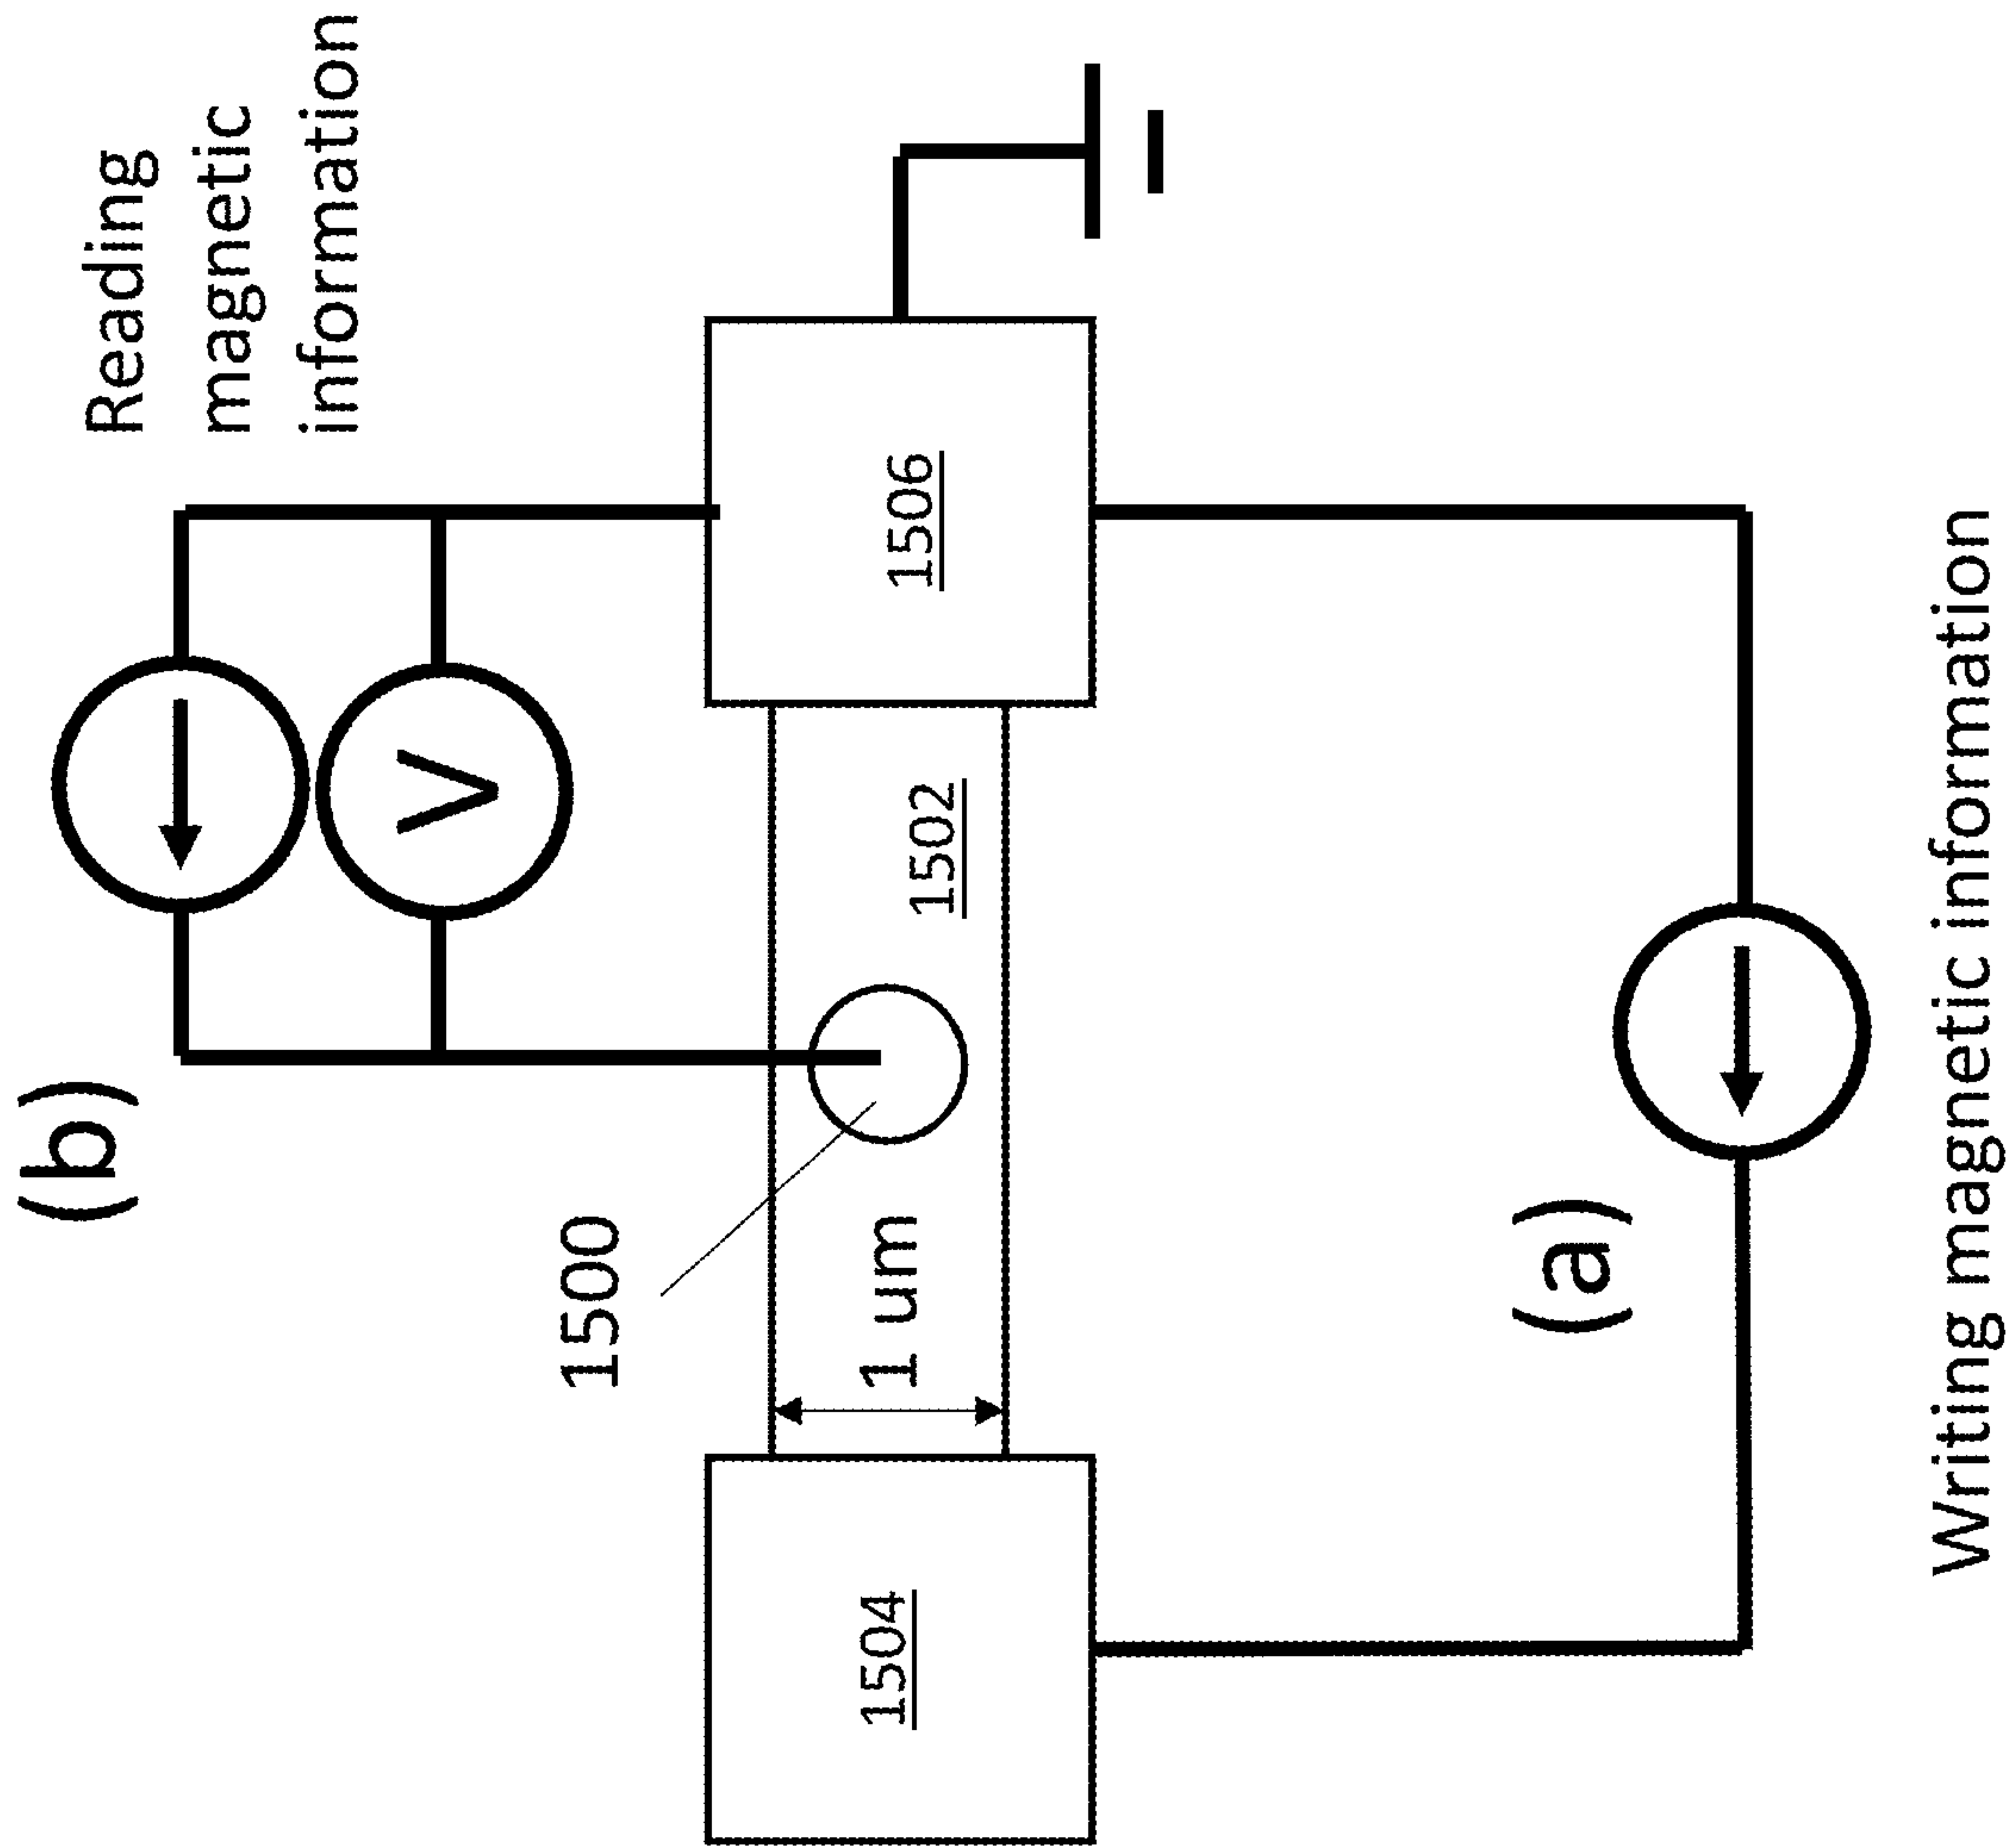 (b)
Reading
magnetic
information
V
1500
1504
1 um
1502
1506
(a)
Writing magnetic information